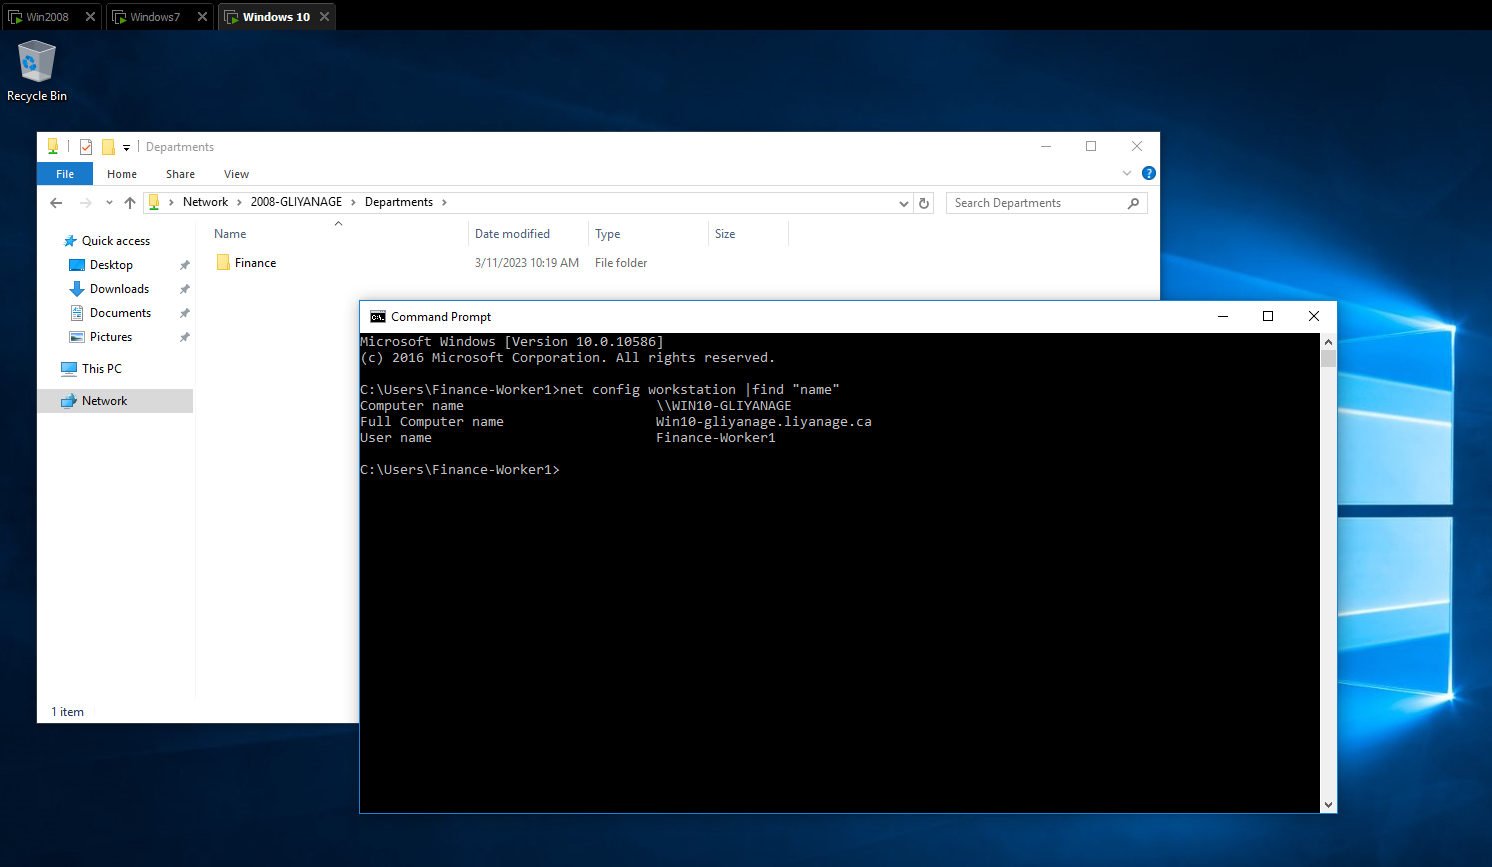 Win2008 Windows7 Windows 10
Recycle Bin
Departments
File Home Share View
Network 2008-GLIYANAGE Departments Search Departments
Name Date modified Type Size
Quick access
Finance 3/11/2023 10:19 AM File folder
Desktop
Downloads
Documents
Pictures
This PC
Network
1 item
Command Prompt
Microsoft Windows [Version 10.0.10586]
(c) 2016 Microsoft Corporation. All rights reserved.
C:\Users\Finance-Worker1>net config workstation |find "name"
Computer name \\WIN10-GLIYANAGE
Full Computer name Win10-gliyanage.liyanage.ca
User name Finance-Worker1
C:\Users\Finance-Worker1>